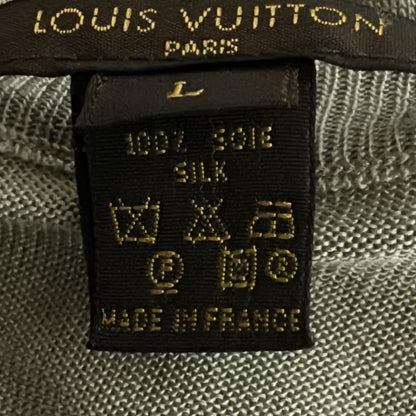 LOUIS VUITTON
PARIS
L
100% SOIE
SILK
P
MADE IN FRANCE